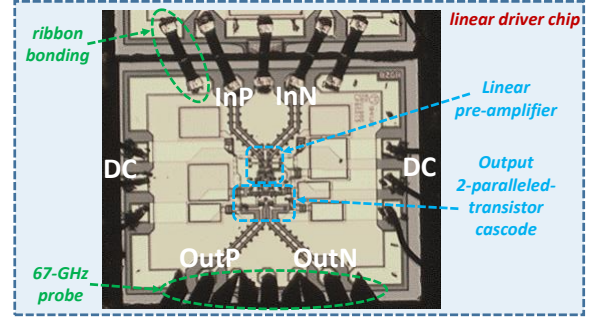 linear driver chip
ribbon
bonding
InP
InN
Linear
pre-amplifier
DC
DC
Output
2-paralleled-
transistor
cascode
OutP
OutN
67-GHz
probe